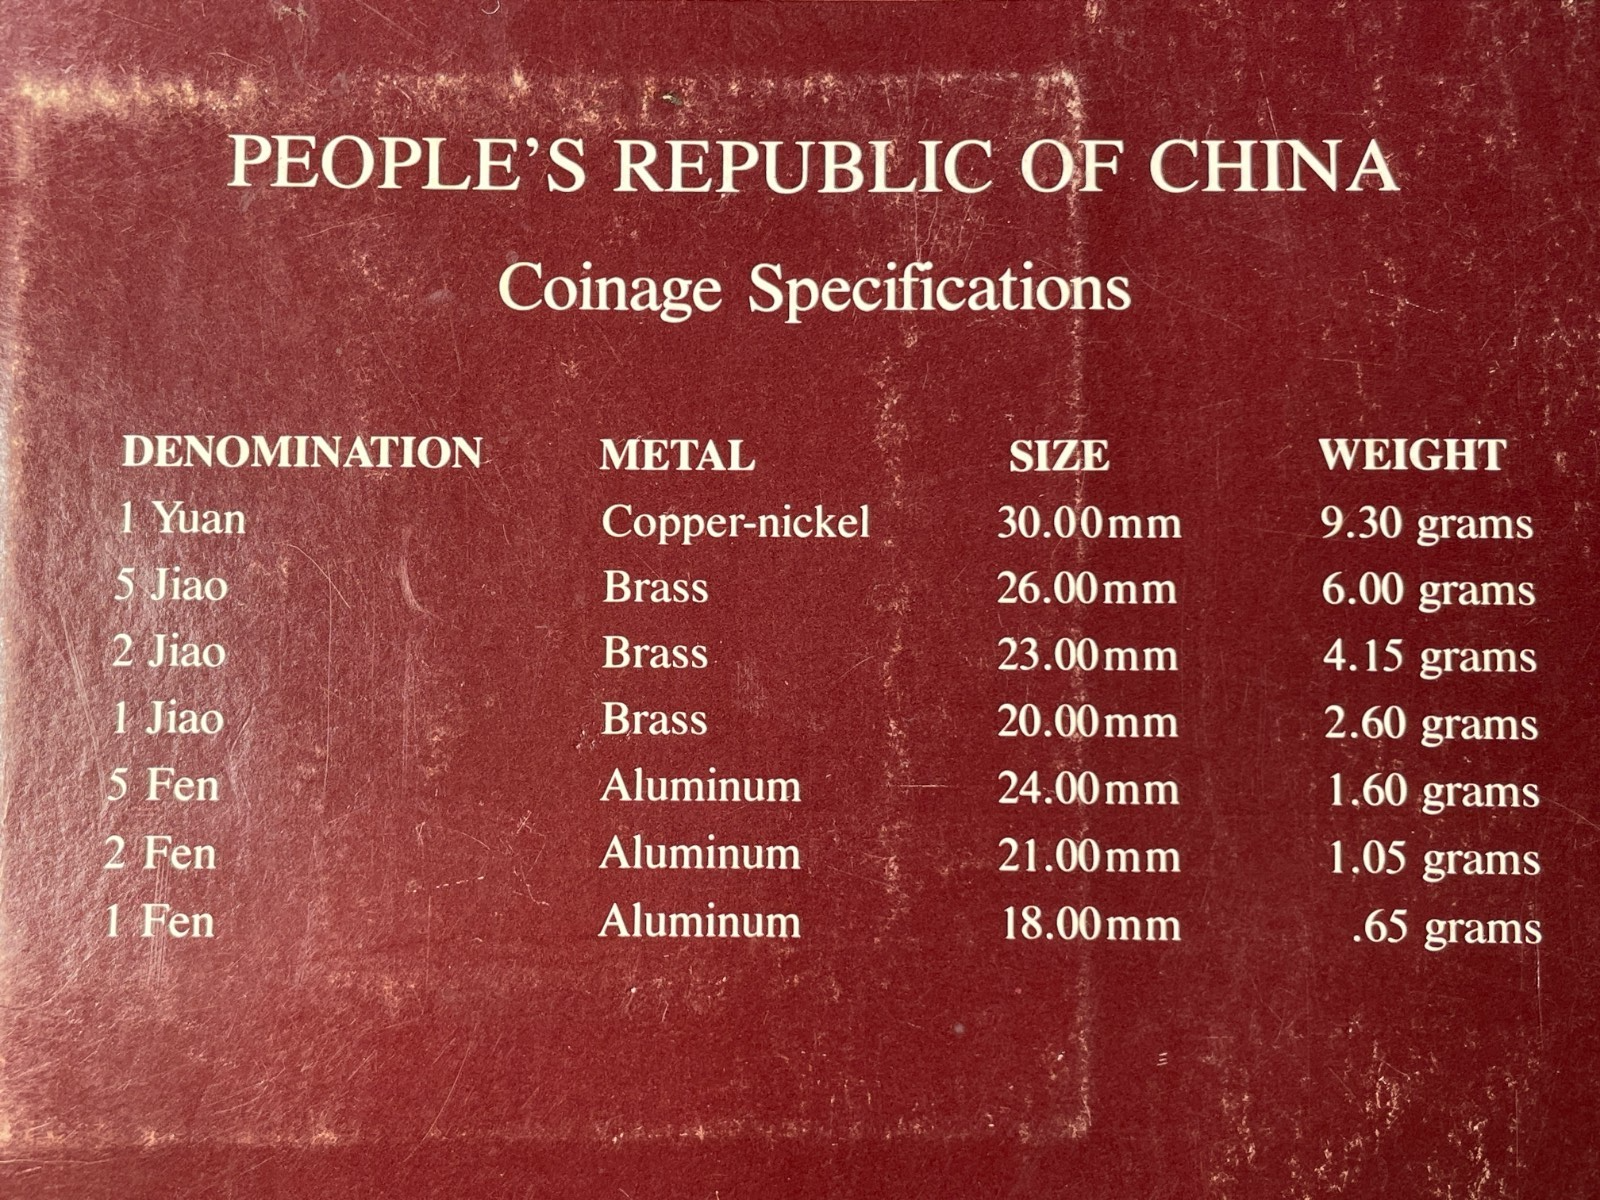 PEOPLE'S REPUBLIC OF CHINA
Coinage Specifications
DENOMINATION METAL SIZE WEIGHT
1 Yuan Copper-nickel 30.00mm 9.30 grams
5 Jiao Brass 26.00mm 6.00 grams
2 Jiao Brass 23.00mm 4.15 grams
1 Jiao Brass 20.00mm 2.60 grams
5 Fen Aluminum 24.00mm 1.60 grams
2 Fen Aluminum 21.00mm 1.05 grams
1 Fen Aluminum 18.00mm .65 grams